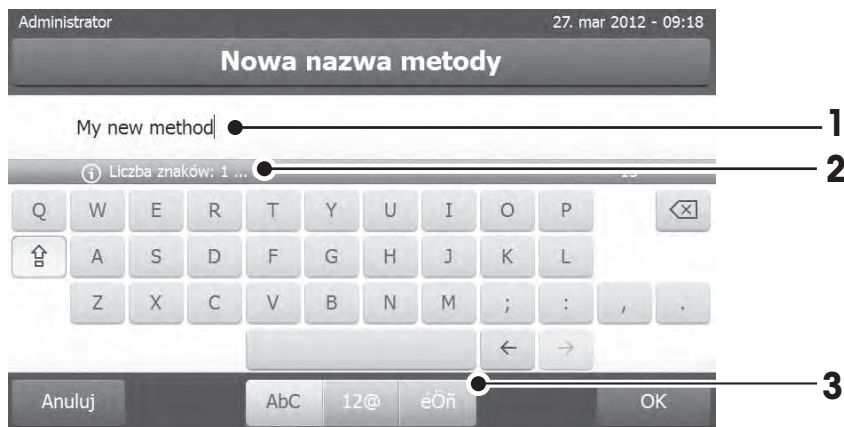 Administrator 27. mar 2012 - 09:18
Nowa nazwa metody
My new method 1
Liczba znaków: 1 ... 2
Q W E R T Y U I O P
A S D F G H J K L
Z X C V B N M ; : , .
← →
3
Anuluj AbC 12@ éÖñ OK